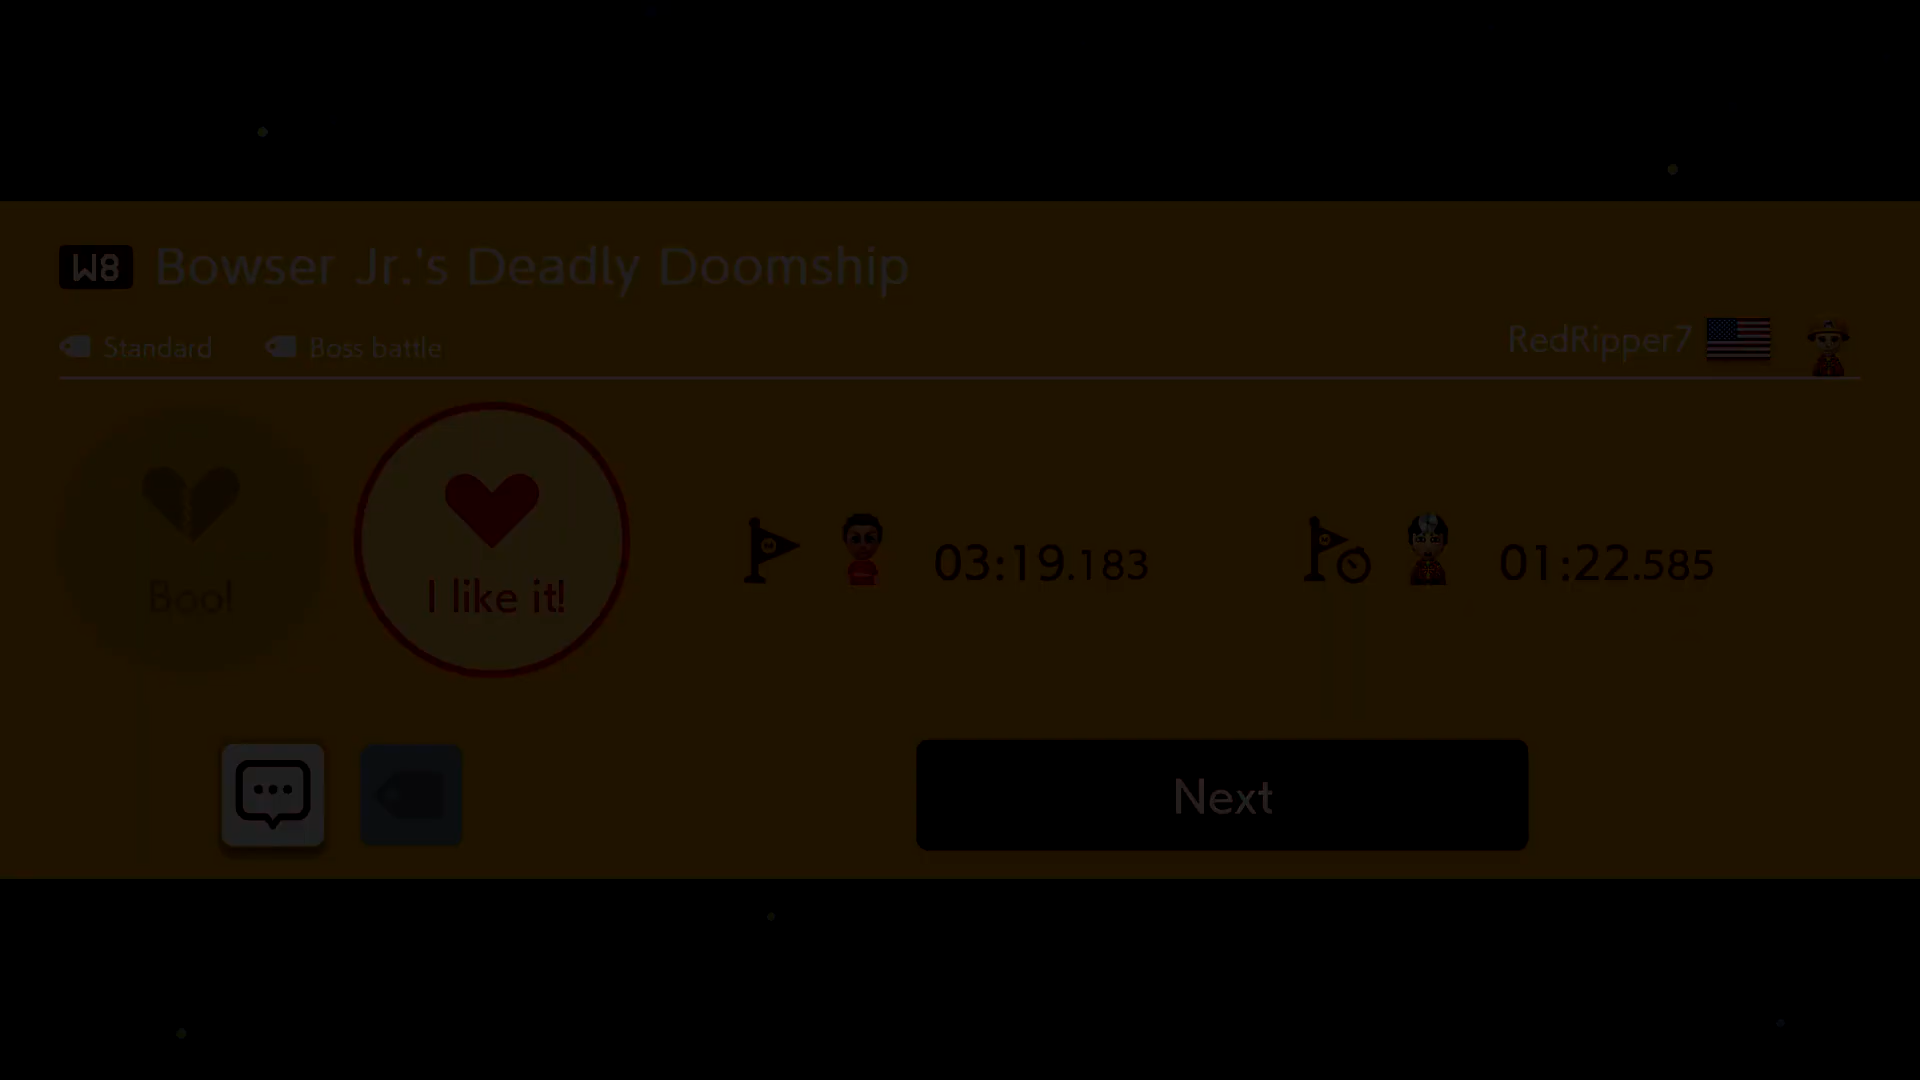 W8 Bowser Jr.'s Deadly Doomship
Standard Boss battle
RedRipper7
Boo!
I like it!
03:19.183
01:22.585
Next